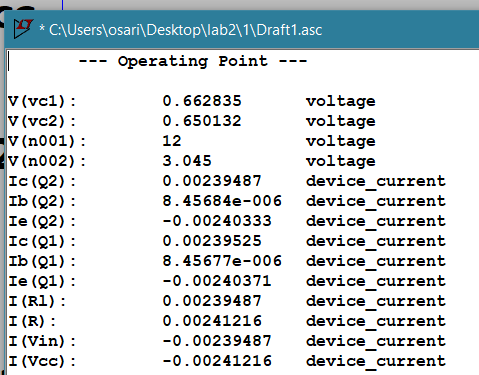 * C:\Users\osari\Desktop\lab2\1\Draft1.asc
--- Operating Point ---
V(vc1): 0.662835 voltage
V(vc2): 0.650132 voltage
V(n001): 12 voltage
V(n002): 3.045 voltage
Ic(Q2): 0.00239487 device_current
Ib(Q2): 8.45684e-006 device_current
Ie(Q2): -0.00240333 device_current
Ic(Q1): 0.00239525 device_current
Ib(Q1): 8.45677e-006 device_current
Ie(Q1): -0.00240371 device_current
I(Rl): 0.00239487 device_current
I(R): 0.00241216 device_current
I(Vin): -0.00239487 device_current
I(Vcc): -0.00241216 device_current